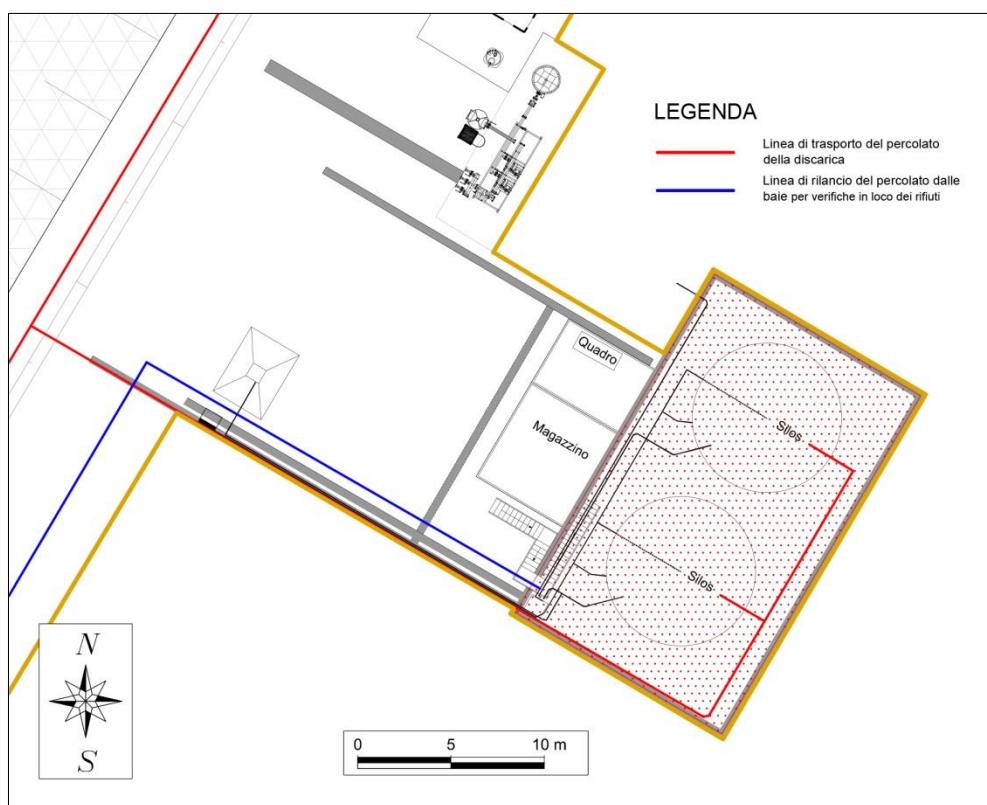 LEGENDA
Linea di trasporto del percolato
della discarica
Linea di rilancio del percolato dalle
baie per verifiche in loco dei rifiuti
Quadro
Magazzino
Silos
Silos
N
S
0 5 10 m